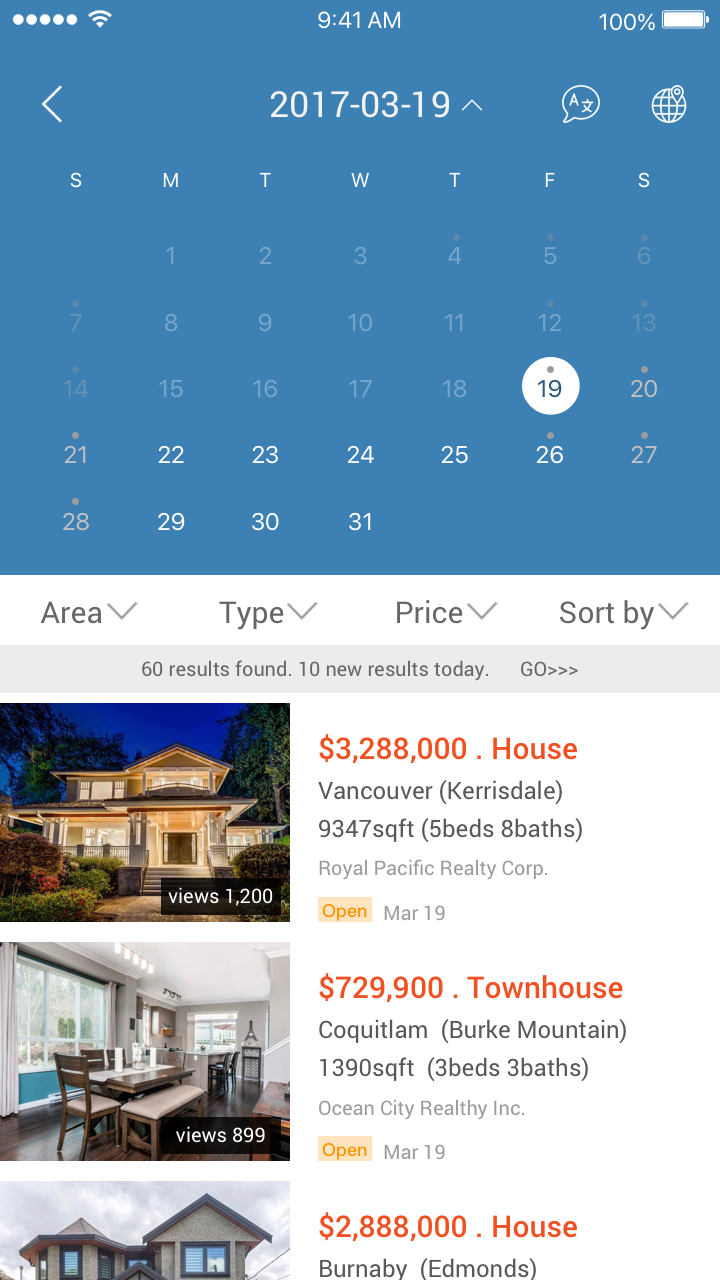 9:41 AM 100%
2017-03-19 A文
S M T W T F S
1 2 3 4 5 6
7 8 9 10 11 12 13
14 15 16 17 18 19 20
21 22 23 24 25 26 27
28 29 30 31
Area Type Price Sort by
60 results found. 10 new results today. GO>>>
$3,288,000 . House
Vancouver (Kerrisdale)
9347sqft (5beds 8baths)
Royal Pacific Realty Corp.
views 1,200
Open Mar 19
$729,900 . Townhouse
Coquitlam (Burke Mountain)
1390sqft (3beds 3baths)
Ocean City Realthy Inc.
views 899
Open Mar 19
$2,888,000 . House
Burnaby (Edmonds)